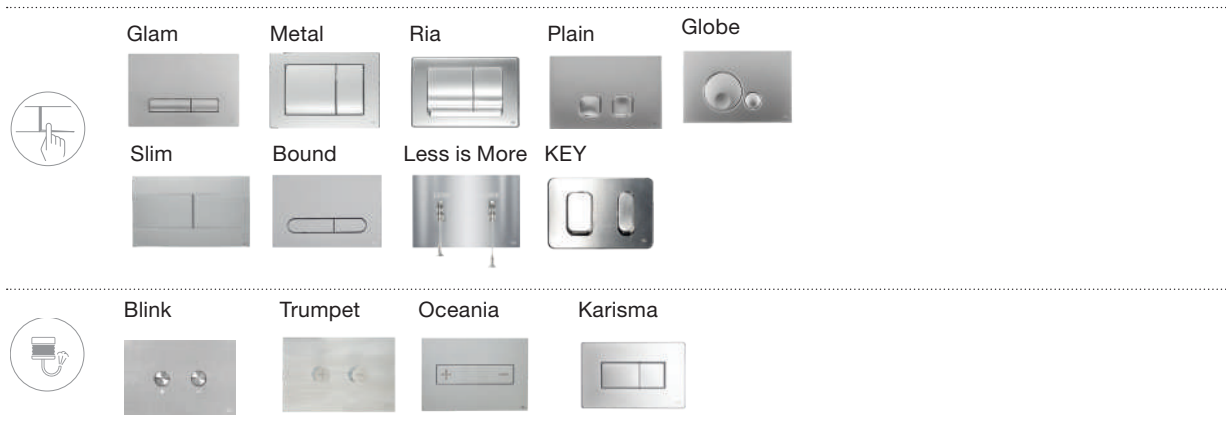 Glam Metal Ria Plain Globe
Slim Bound Less is More KEY
Blink Trumpet Oceania Karisma